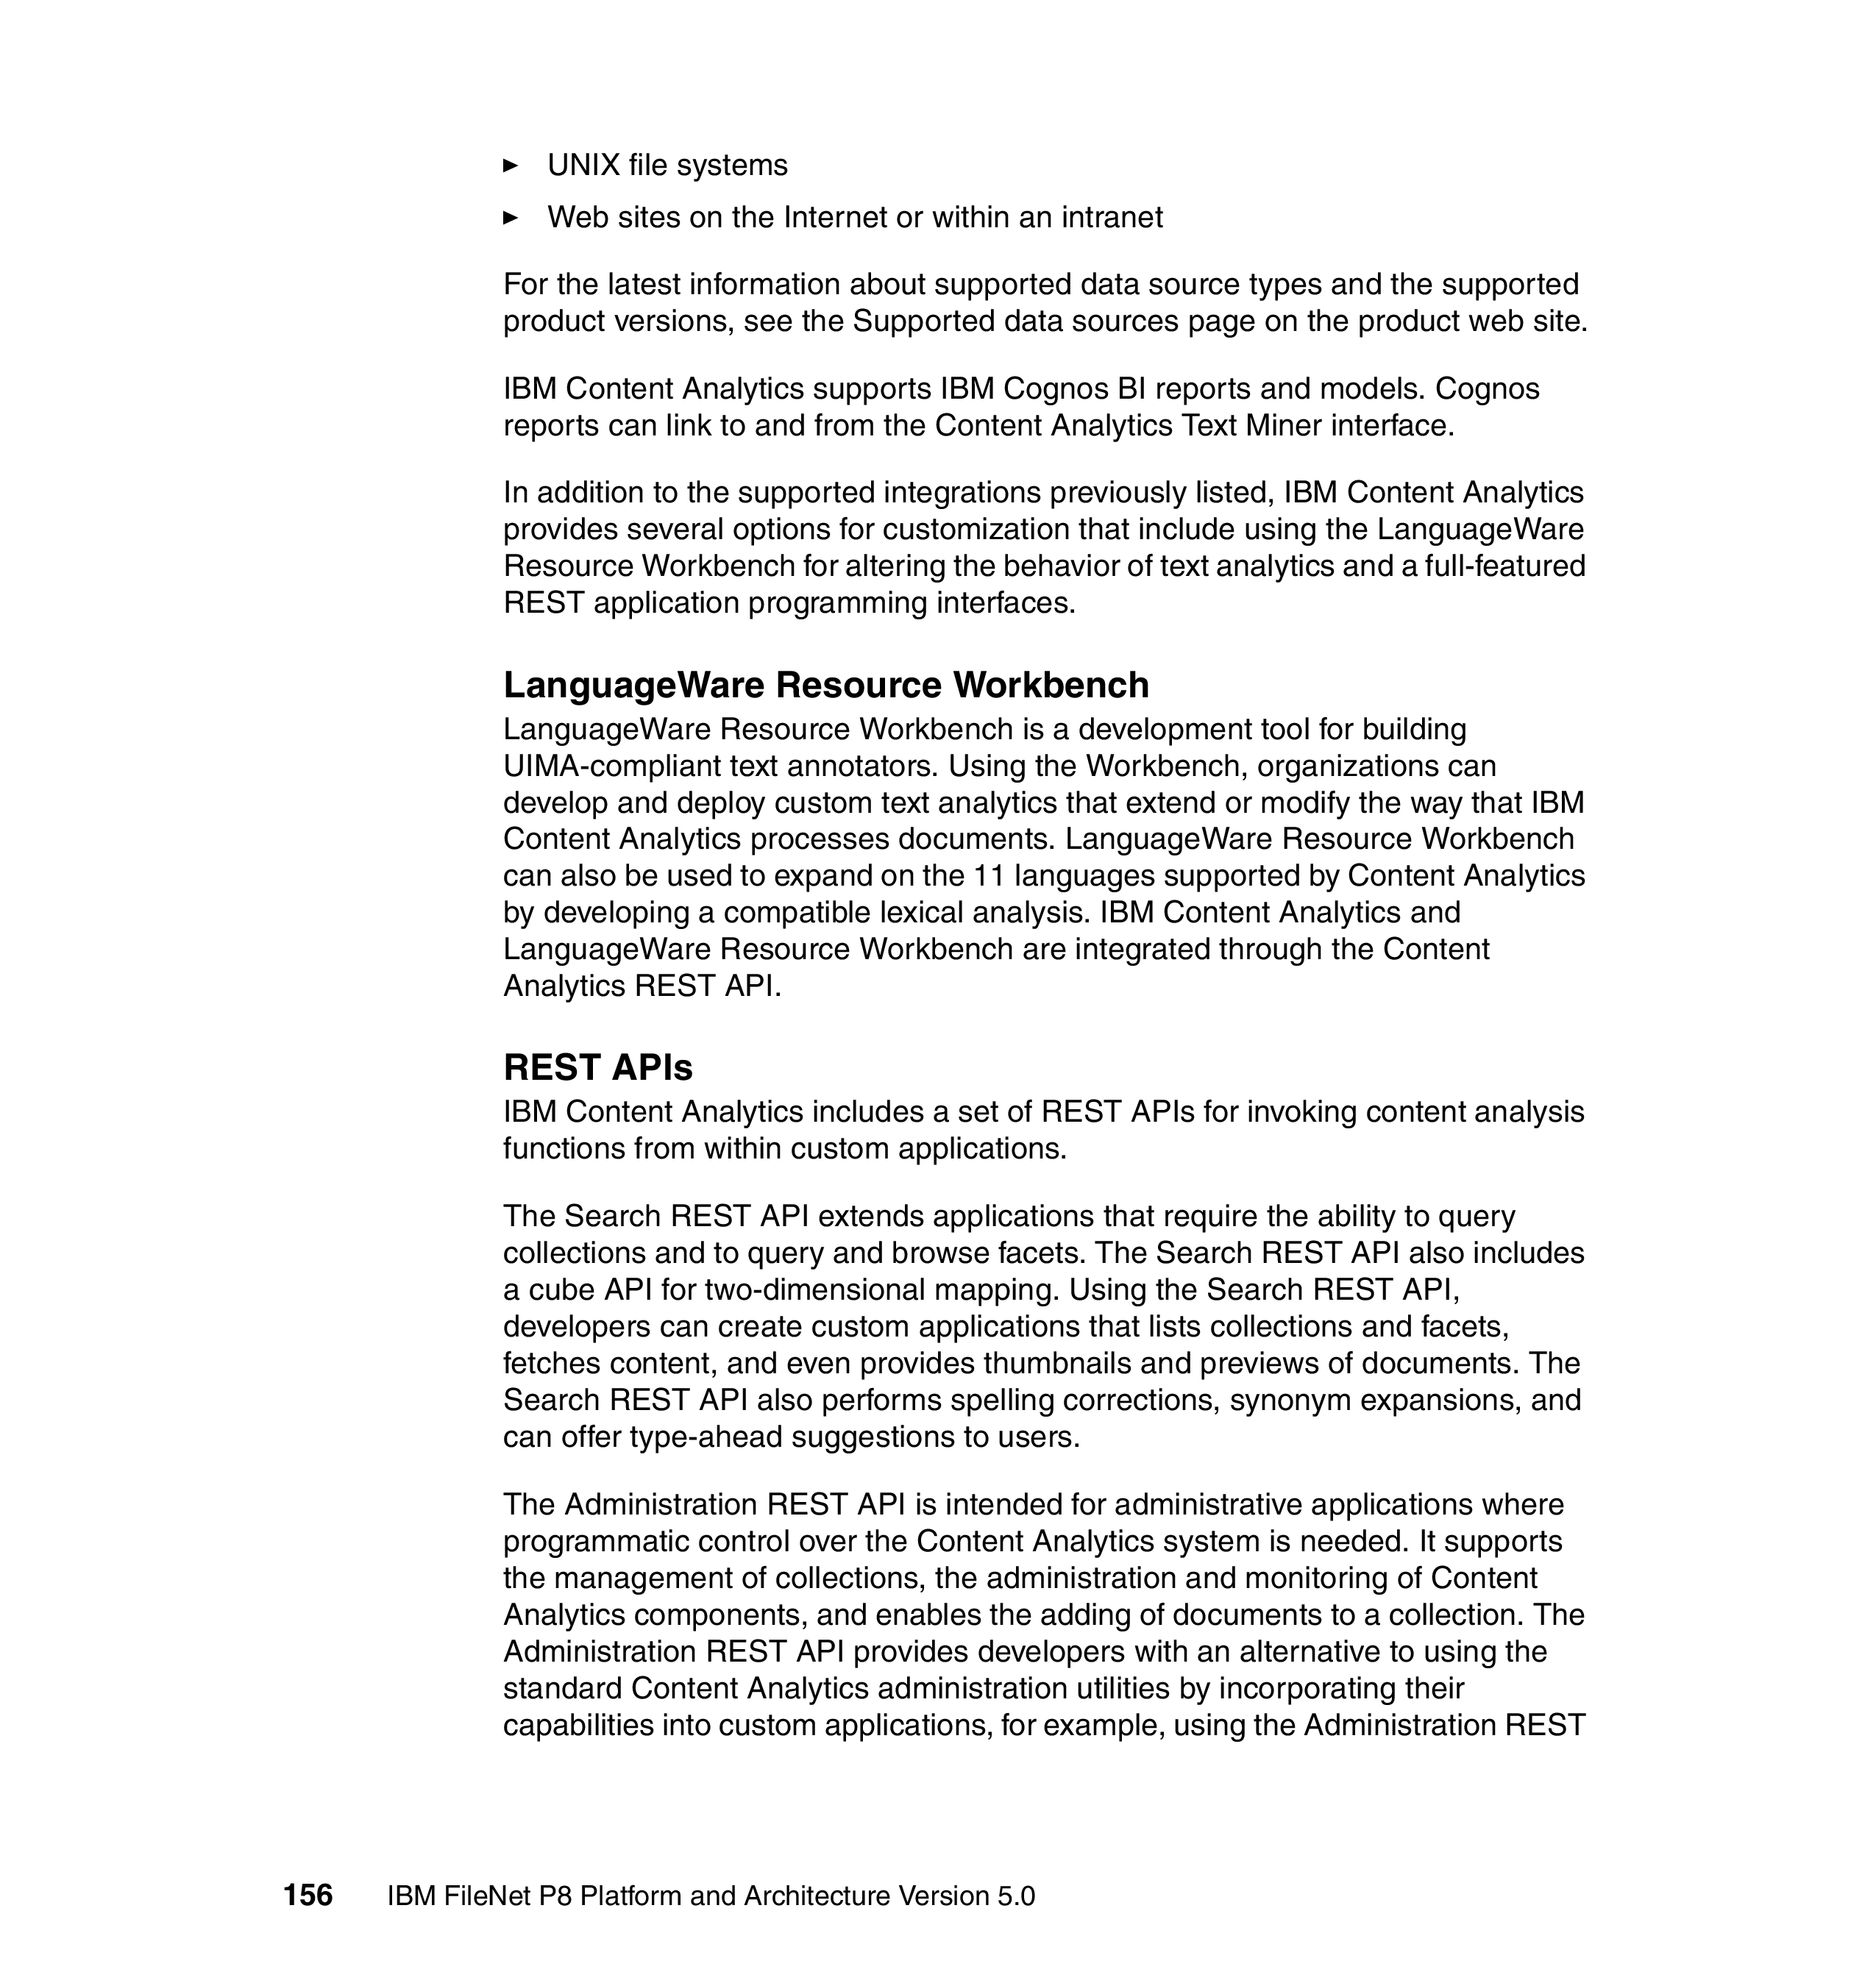 ► UNIX file systems
► Web sites on the Internet or within an intranet
For the latest information about supported data source types and the supported
product versions, see the Supported data sources page on the product web site.
IBM Content Analytics supports IBM Cognos BI reports and models. Cognos
reports can link to and from the Content Analytics Text Miner interface.
In addition to the supported integrations previously listed, IBM Content Analytics
provides several options for customization that include using the LanguageWare
Resource Workbench for altering the behavior of text analytics and a full-featured
REST application programming interfaces.
LanguageWare Resource Workbench
LanguageWare Resource Workbench is a development tool for building
UIMA-compliant text annotators. Using the Workbench, organizations can
develop and deploy custom text analytics that extend or modify the way that IBM
Content Analytics processes documents. LanguageWare Resource Workbench
can also be used to expand on the 11 languages supported by Content Analytics
by developing a compatible lexical analysis. IBM Content Analytics and
LanguageWare Resource Workbench are integrated through the Content
Analytics REST API.
REST APIs
IBM Content Analytics includes a set of REST APIs for invoking content analysis
functions from within custom applications.
The Search REST API extends applications that require the ability to query
collections and to query and browse facets. The Search REST API also includes
a cube API for two-dimensional mapping. Using the Search REST API,
developers can create custom applications that lists collections and facets,
fetches content, and even provides thumbnails and previews of documents. The
Search REST API also performs spelling corrections, synonym expansions, and
can offer type-ahead suggestions to users.
The Administration REST API is intended for administrative applications where
programmatic control over the Content Analytics system is needed. It supports
the management of collections, the administration and monitoring of Content
Analytics components, and enables the adding of documents to a collection. The
Administration REST API provides developers with an alternative to using the
standard Content Analytics administration utilities by incorporating their
capabilities into custom applications, for example, using the Administration REST
156 IBM FileNet P8 Platform and Architecture Version 5.0